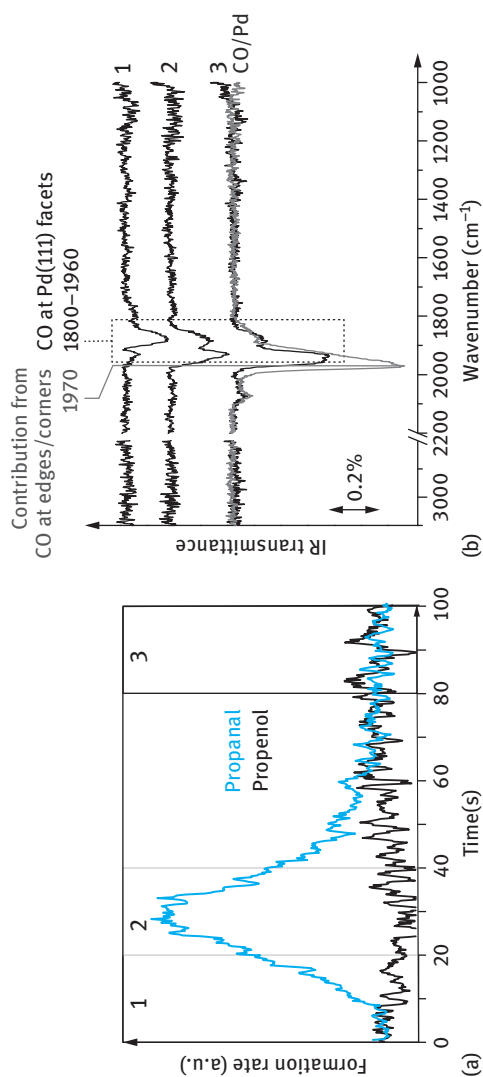 Formation rate (a.u.)
1
2
3
Propanal
Propenol
0
20
40
60
80
100
Time(s)
(a)
IR transmittance
Contribution from
CO at edges/corners
1970
CO at Pd(111) facets
1800–1960
1
2
3
CO/Pd
0.2%
3000
2200
2000
1800
1600
1400
1200
1000
Wavenumber (cm⁻¹)
(b)